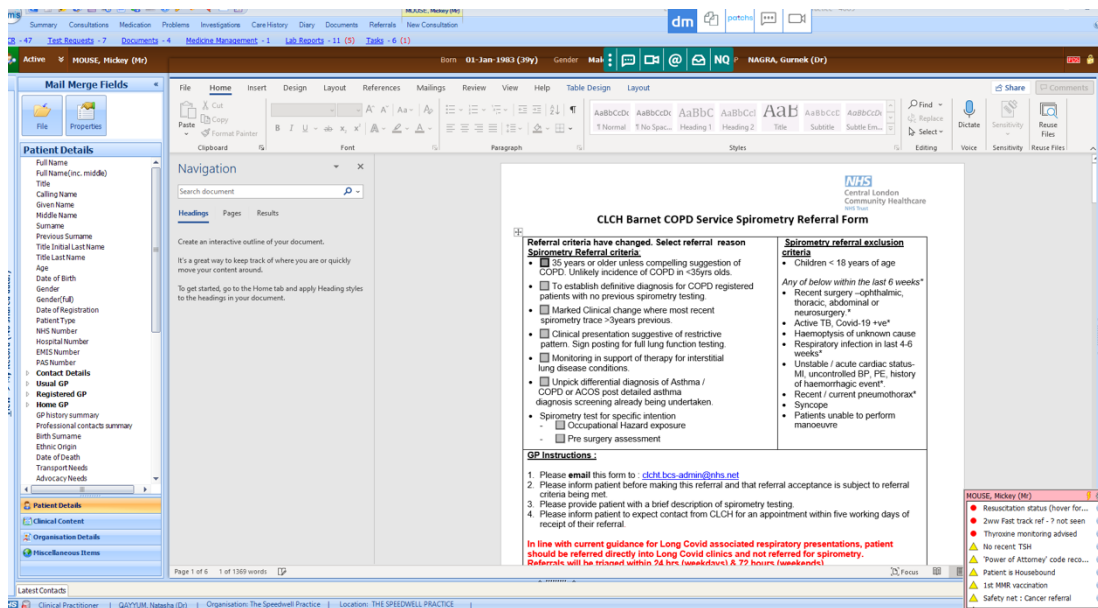 MOUSE, Mickey (Mr)
Summary Consultations Medication Problems Investigations Care History Diary Documents Referrals New Consultation
dm patchs
- 47 Test Requests - 7 Documents - 4 Medicine Management - 1 Lab Reports - 11 (5) Tasks - 6 (1)
Active MOUSE, Mickey (Mr) Born 01-Jan-1983 (39y) Gender Mal NQ NAGRA, Gurnek (Dr)
Mail Merge Fields
File Properties
Patient Details
Full Name
Full Name(inc. middle)
Title
Calling Name
Given Name
Middle Name
Surname
Previous Surname
Title Initial Last Name
Title Last Name
Age
Date of Birth
Gender
Gender(full)
Date of Registration
Patient Type
NHS Number
Hospital Number
EMIS Number
PAS Number
Contact Details
Usual GP
Registered GP
Home GP
GP history summary
Professional contacts summary
Birth Surname
Ethnic Origin
Date of Death
Transport Needs
Advocacy Needs
Patient Details
Clinical Content
Organisation Details
Miscellaneous Items
File Home Insert Design Layout References Mailings Review View Help Table Design Layout
Share Comments
Paste Cut
Copy
Format Painter
Clipboard
Font
Paragraph
AaBbCcDc AaBbCcDc AaBbC AaBbCcI AaB AaBbCcC AaBbCcDc
¶ Normal ¶ No Spac... Heading 1 Heading 2 Title Subtitle Subtle Em...
Styles
Find
Replace
Select
Editing
Dictate
Voice
Sensitivity
Sensitivity
Reuse Files
Reuse Files
Navigation
Search document
Headings Pages Results
Create an interactive outline of your document.
It's a great way to keep track of where you are or quickly
move your content around.
To get started, go to the Home tab and apply Heading styles
to the headings in your document.
NHS
Central London
Community Healthcare
NHS Trust
CLCH Barnet COPD Service Spirometry Referral Form
Referral criteria have changed. Select referral reason
Spirometry Referral criteria:
• 35 years or older unless compelling suggestion of
COPD. Unlikely incidence of COPD in <35yrs olds.
• To establish definitive diagnosis for COPD registered
patients with no previous spirometry testing.
• Marked Clinical change where most recent
spirometry trace >3years previous.
• Clinical presentation suggestive of restrictive
pattern. Sign posting for full lung function testing.
• Monitoring in support of therapy for interstitial
lung disease conditions.
• Unpick differential diagnosis of Asthma /
COPD or ACOS post detailed asthma
diagnosis screening already being undertaken.
• Spirometry test for specific intention
- Occupational Hazard exposure
- Pre surgery assessment
Spirometry referral exclusion
criteria
• Children < 18 years of age
Any of below within the last 6 weeks*
• Recent surgery –ophthalmic,
thoracic, abdominal or
neurosurgery.*
• Active TB, Covid-19 +ve*
• Haemoptysis of unknown cause
• Respiratory infection in last 4-6
weeks*
• Unstable / acute cardiac status-
MI, uncontrolled BP, PE, history
of haemorrhagic event*.
• Recent / current pneumothorax*
• Syncope
• Patients unable to perform
manoeuvre
GP Instructions :
1. Please email this form to : clcht.bcs-admin@nhs.net
2. Please inform patient before making this referral and that referral acceptance is subject to referral
criteria being met.
3. Please provide patient with a brief description of spirometry testing.
4. Please inform patient to expect contact from CLCH for an appointment within five working days of
receipt of their referral.
In line with current guidance for Long Covid associated respiratory presentations, patient
should be referred directly into Long Covid clinics and not referred for spirometry.
Referrals will be triaged within 24 hrs (weekdays) & 72 hours (weekends)
Page 1 of 6 1 of 1369 words Focus
MOUSE, Mickey (Mr)
Resuscitation status (hover for...
2ww Fast track ref - ? not seen
Thyroxine monitoring advised
No recent TSH
'Power of Attorney' code reco...
Patient is Housebound
1st MMR vaccination
Safety net : Cancer referral
Latest Contacts
Clinical Practitioner QAYYUM, Natasha (Dr) Organisation: The Speedwell Practice Location: THE SPEEDWELL PRACTICE